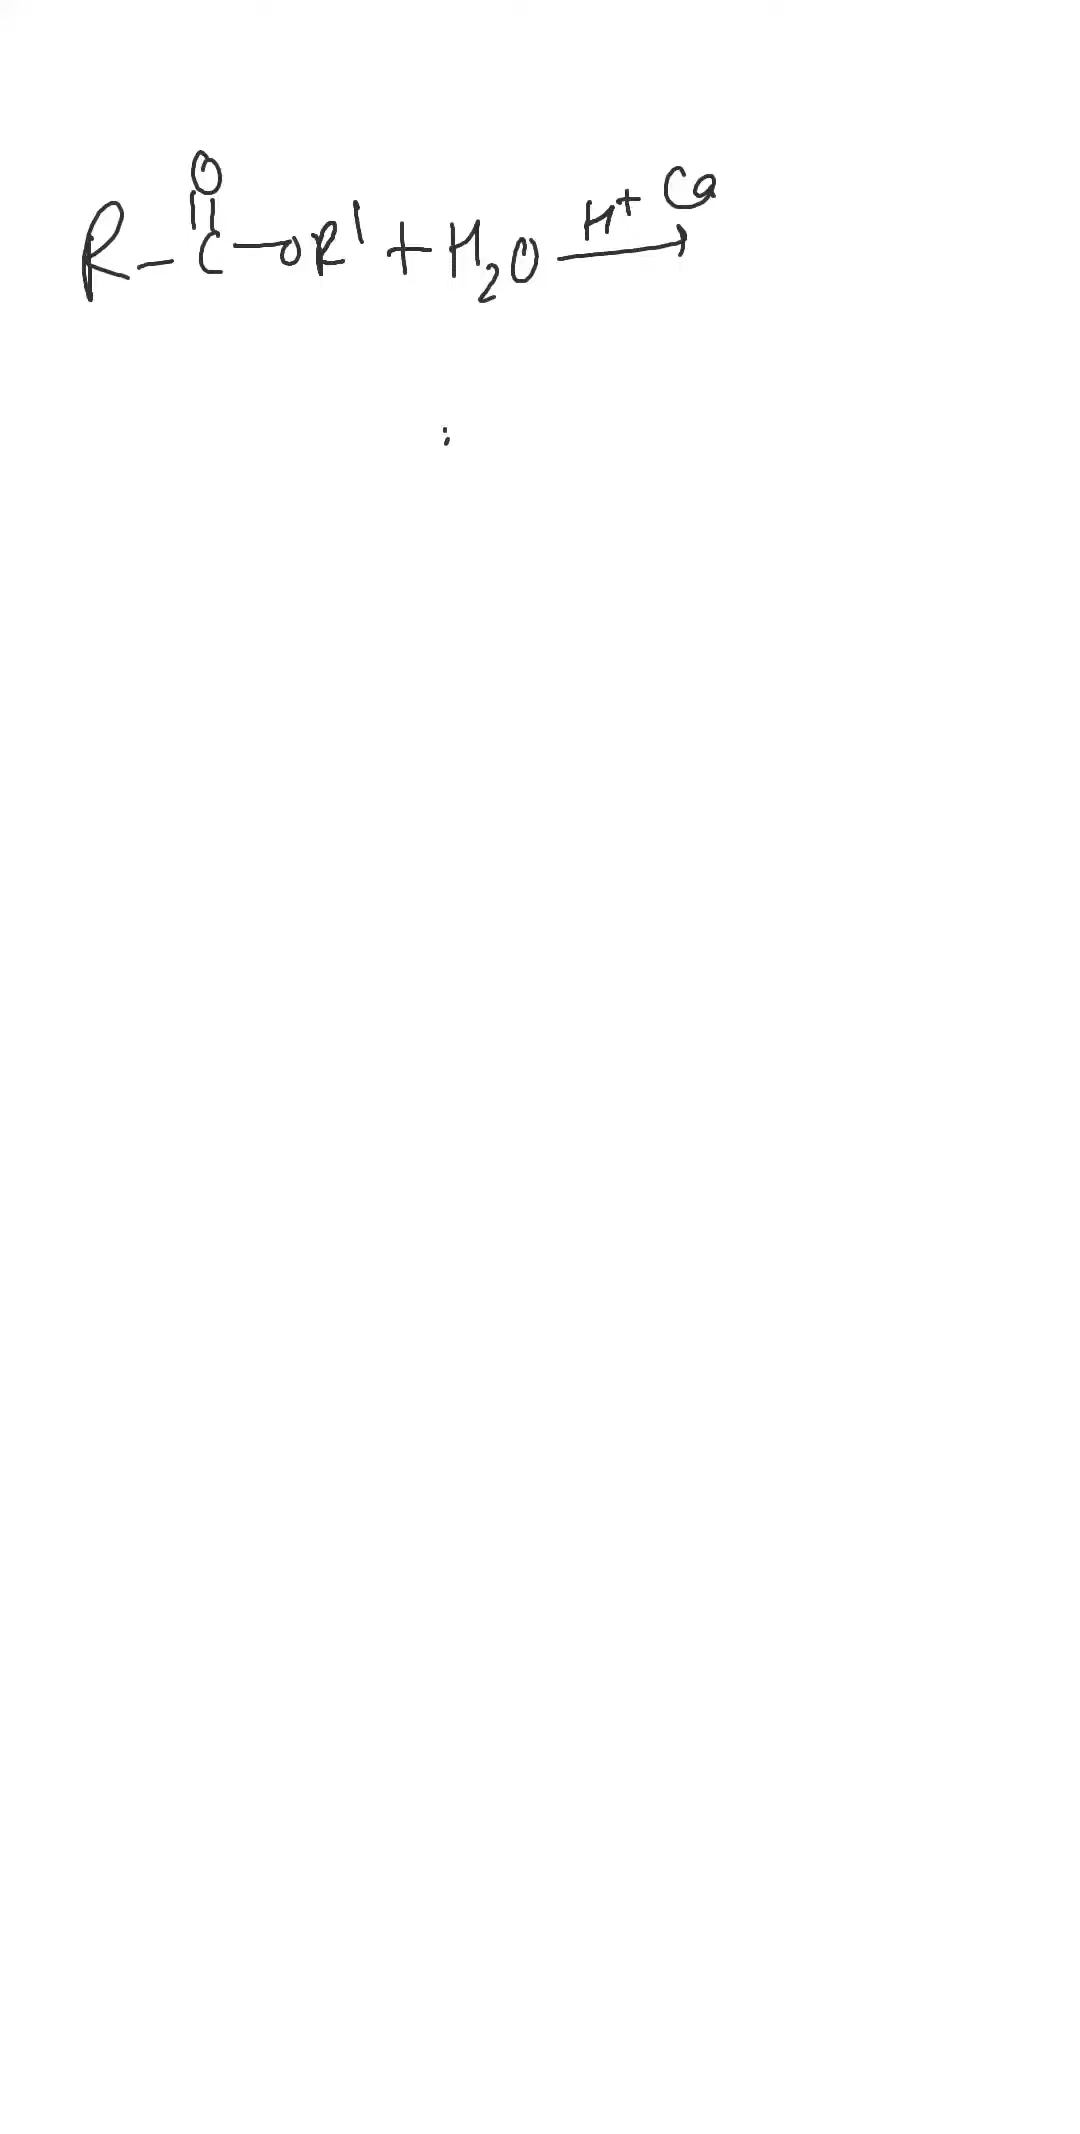 O
R-C-OR' + H₂O H⁺ Ca →
: